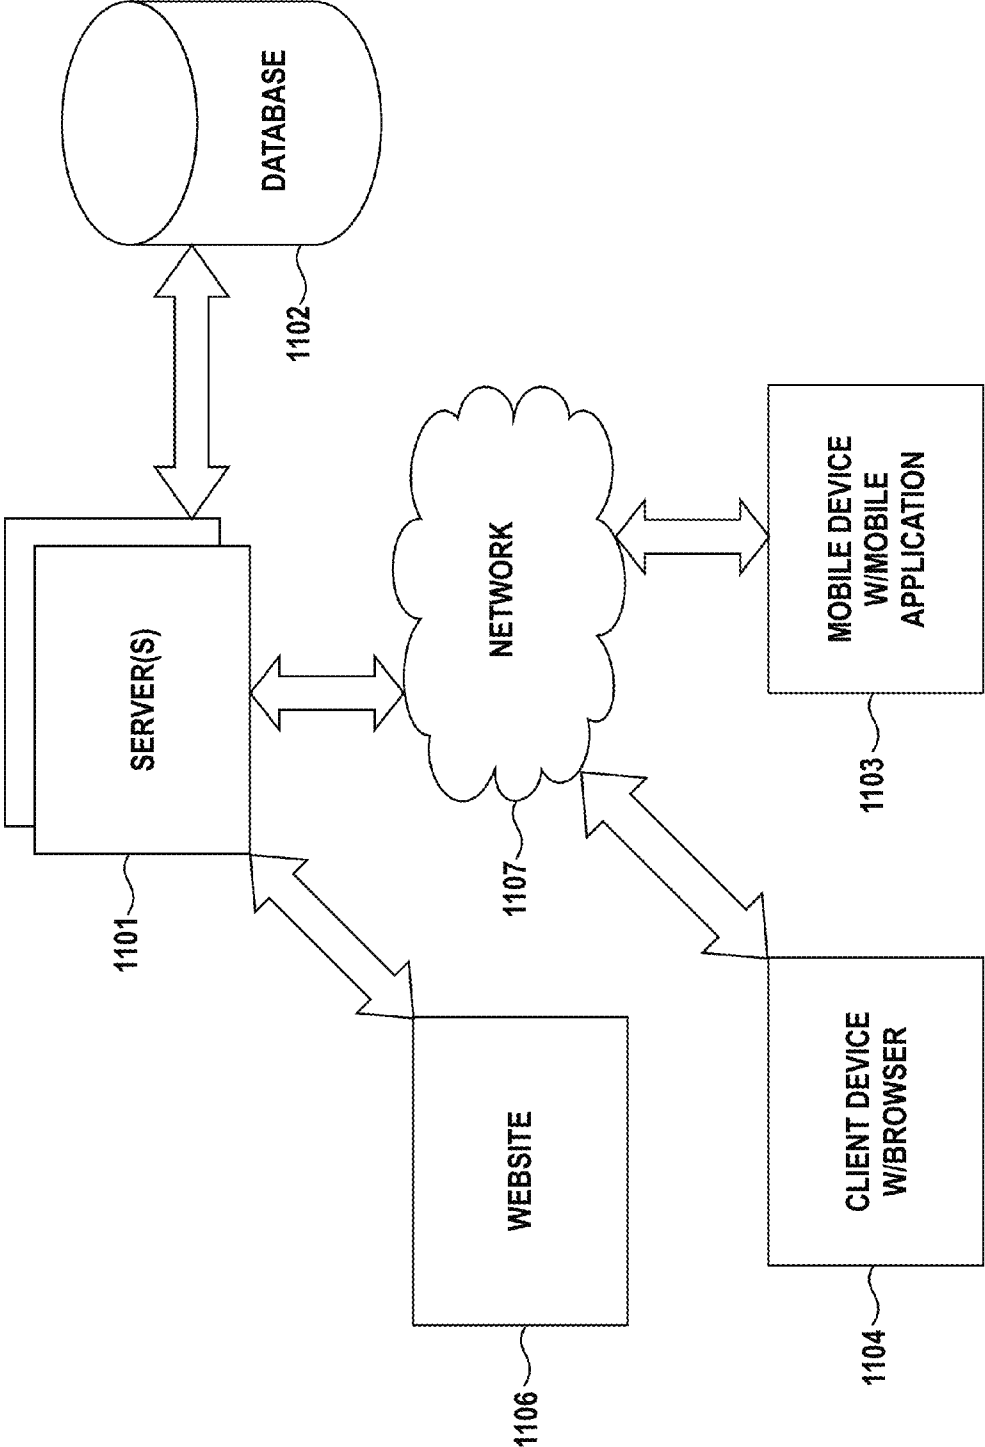 1101
SERVER(S)
DATABASE
1102
1106
WEBSITE
1107
NETWORK
1104
CLIENT DEVICE
W/BROWSER
1103
MOBILE DEVICE
W/MOBILE
APPLICATION